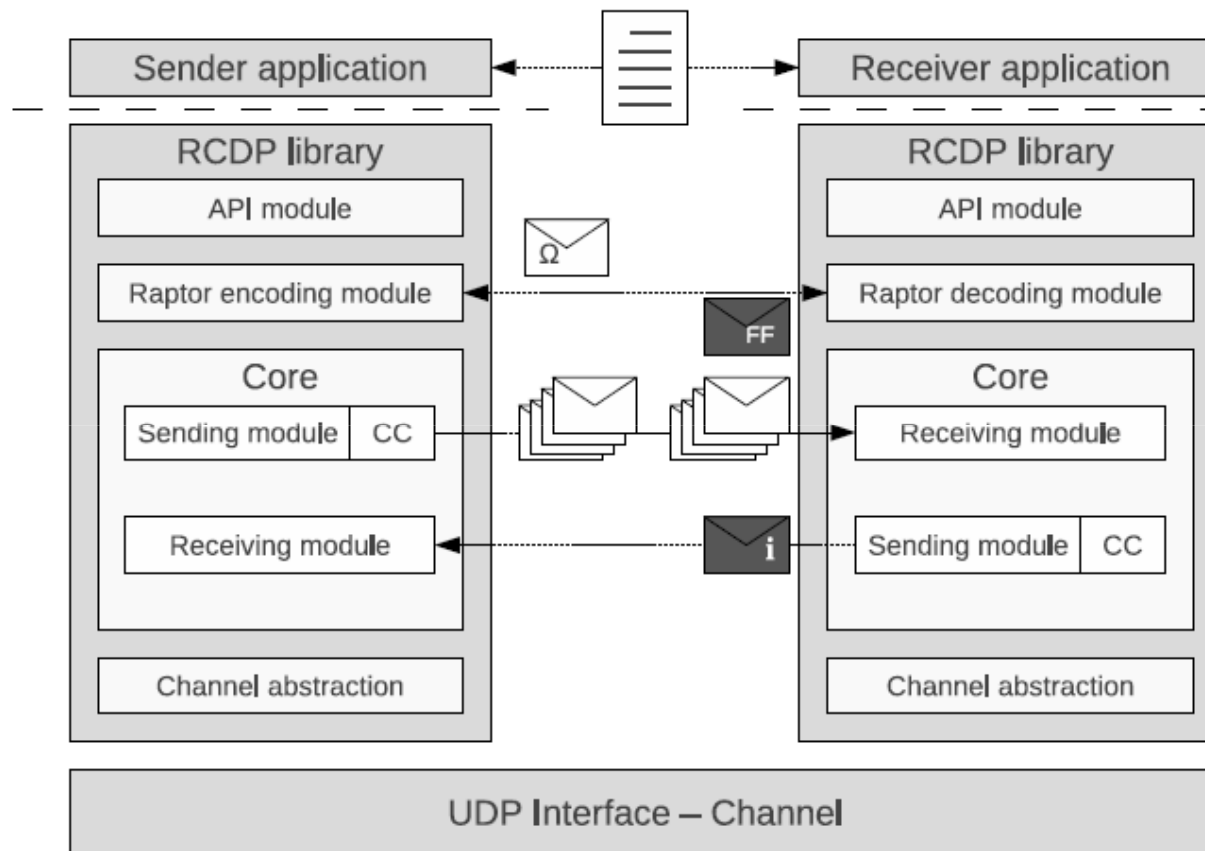 Sender application
Receiver application
RCDP library
RCDP library
API module
API module
Ω
Raptor encoding module
Raptor decoding module
FF
Core
Core
Sending module CC
Receiving module
Receiving module
i
Sending module CC
Channel abstraction
Channel abstraction
UDP Interface – Channel